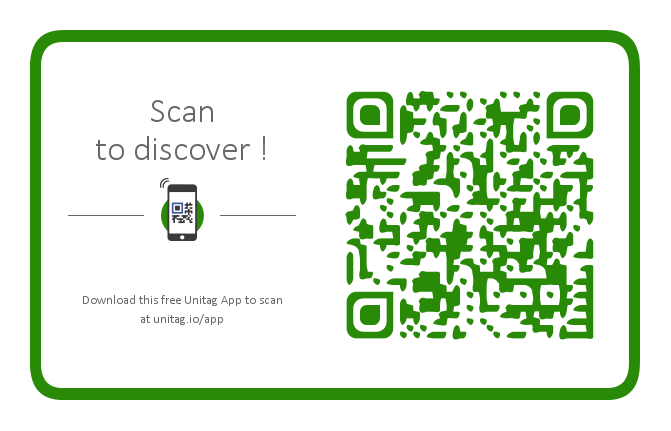 Scan
to discover !
Download this free Unitag App to scan
at unitag.io/app